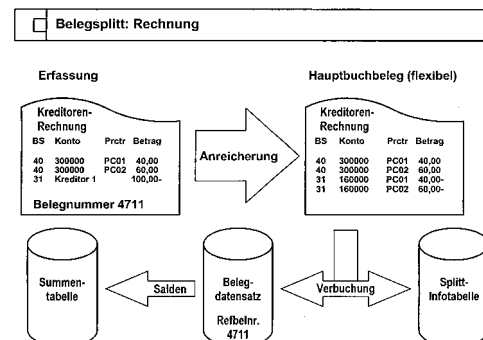 Belegsplitt: Rechnung
Erfassung
Hauptbuchbeleg (flexibel)
Kreditoren-
Rechnung
BS Konto Prctr Betrag
40 300000 PC01 40,00
40 300000 PC02 60,00
31 Kreditor 1 100,00-
Belegnummer 4711
Anreicherung
Kreditoren-
Rechnung
BS Konto Prctr Betrag
40 300000 PC01 40,00
40 300000 PC02 60,00
31 160000 PC01 40,00-
31 160000 PC02 60,00-
Summen-
tabelle
Salden
Beleg-
datensatz
Refbelnr.
4711
Verbuchung
Splitt-
Infotabelle